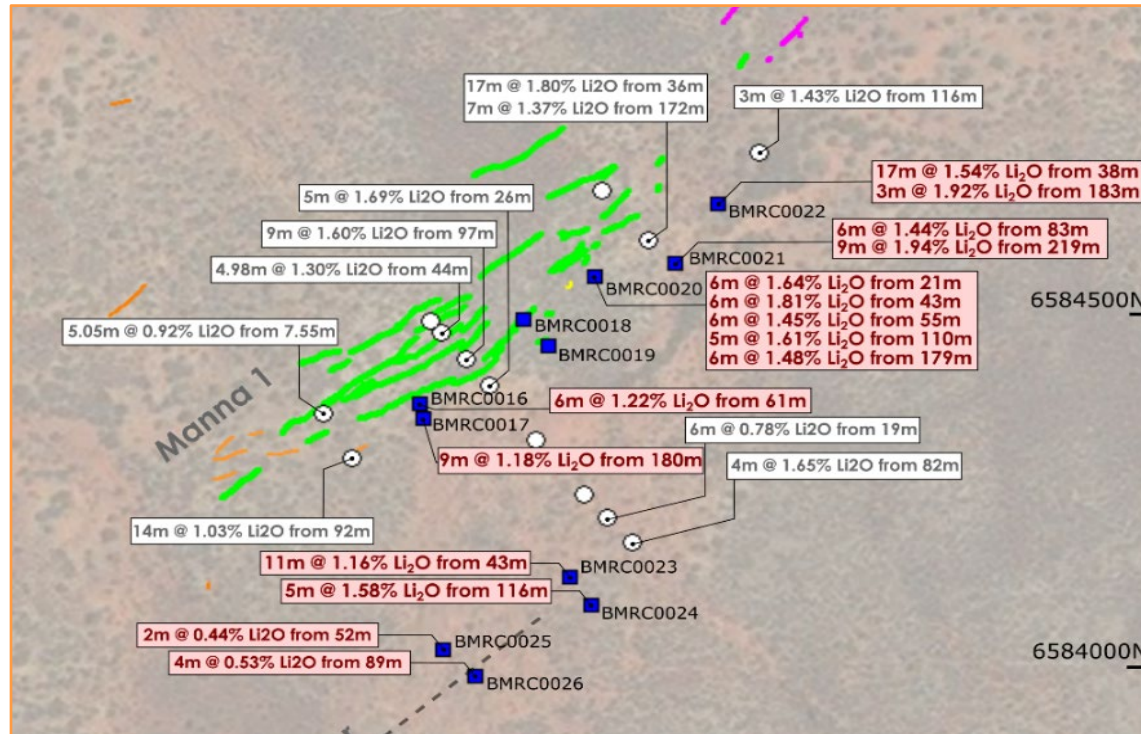 17m @ 1.80% Li2O from 36m
7m @ 1.37% Li2O from 172m
3m @ 1.43% Li2O from 116m
17m @ 1.54% Li₂O from 38m
3m @ 1.92% Li₂O from 183m
BMRC0022
5m @ 1.69% Li2O from 26m
9m @ 1.60% Li2O from 97m
6m @ 1.44% Li₂O from 83m
9m @ 1.94% Li₂O from 219m
BMRC0021
4.98m @ 1.30% Li2O from 44m
BMRC0020
6m @ 1.64% Li₂O from 21m
6m @ 1.81% Li₂O from 43m
6m @ 1.45% Li₂O from 55m
5m @ 1.61% Li₂O from 110m
6m @ 1.48% Li₂O from 179m
6584500N
5.05m @ 0.92% Li2O from 7.55m
BMRC0018
BMRC0019
Manna 1
BMRC0016
6m @ 1.22% Li₂O from 61m
BMRC0017
6m @ 0.78% Li2O from 19m
9m @ 1.18% Li₂O from 180m
4m @ 1.65% Li2O from 82m
14m @ 1.03% Li2O from 92m
11m @ 1.16% Li₂O from 43m
BMRC0023
5m @ 1.58% Li₂O from 116m
BMRC0024
2m @ 0.44% Li2O from 52m
BMRC0025
6584000N
4m @ 0.53% Li2O from 89m
BMRC0026